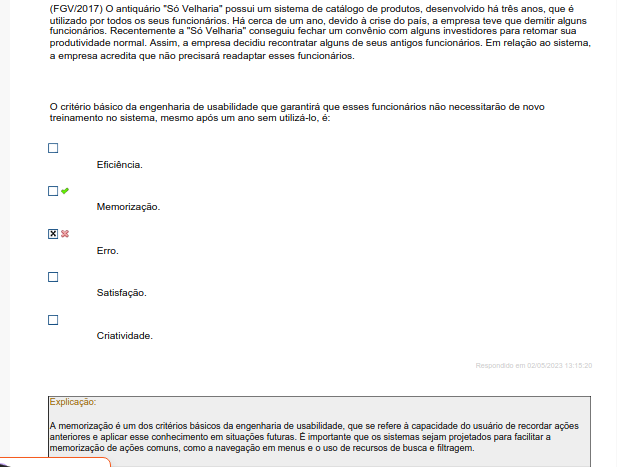 (FGV/2017) O antiquário "Só Velharia" possui um sistema de catálogo de produtos, desenvolvido há três anos, que é
utilizado por todos os seus funcionários. Há cerca de um ano, devido à crise do país, a empresa teve que demitir alguns
funcionários. Recentemente a "Só Velharia" conseguiu fechar um convênio com alguns investidores para retomar sua
produtividade normal. Assim, a empresa decidiu recontratar alguns de seus antigos funcionários. Em relação ao sistema,
a empresa acredita que não precisará readaptar esses funcionários.
O critério básico da engenharia de usabilidade que garantirá que esses funcionários não necessitarão de novo
treinamento no sistema, mesmo após um ano sem utilizá-lo, é:
Eficiência.
Memorização.
Erro.
Satisfação.
Criatividade.
Respondido em 02/05/2023 13:15:20
Explicação:
A memorização é um dos critérios básicos da engenharia de usabilidade, que se refere à capacidade do usuário de recordar ações
anteriores e aplicar esse conhecimento em situações futuras. É importante que os sistemas sejam projetados para facilitar a
memorização de ações comuns, como a navegação em menus e o uso de recursos de busca e filtragem.